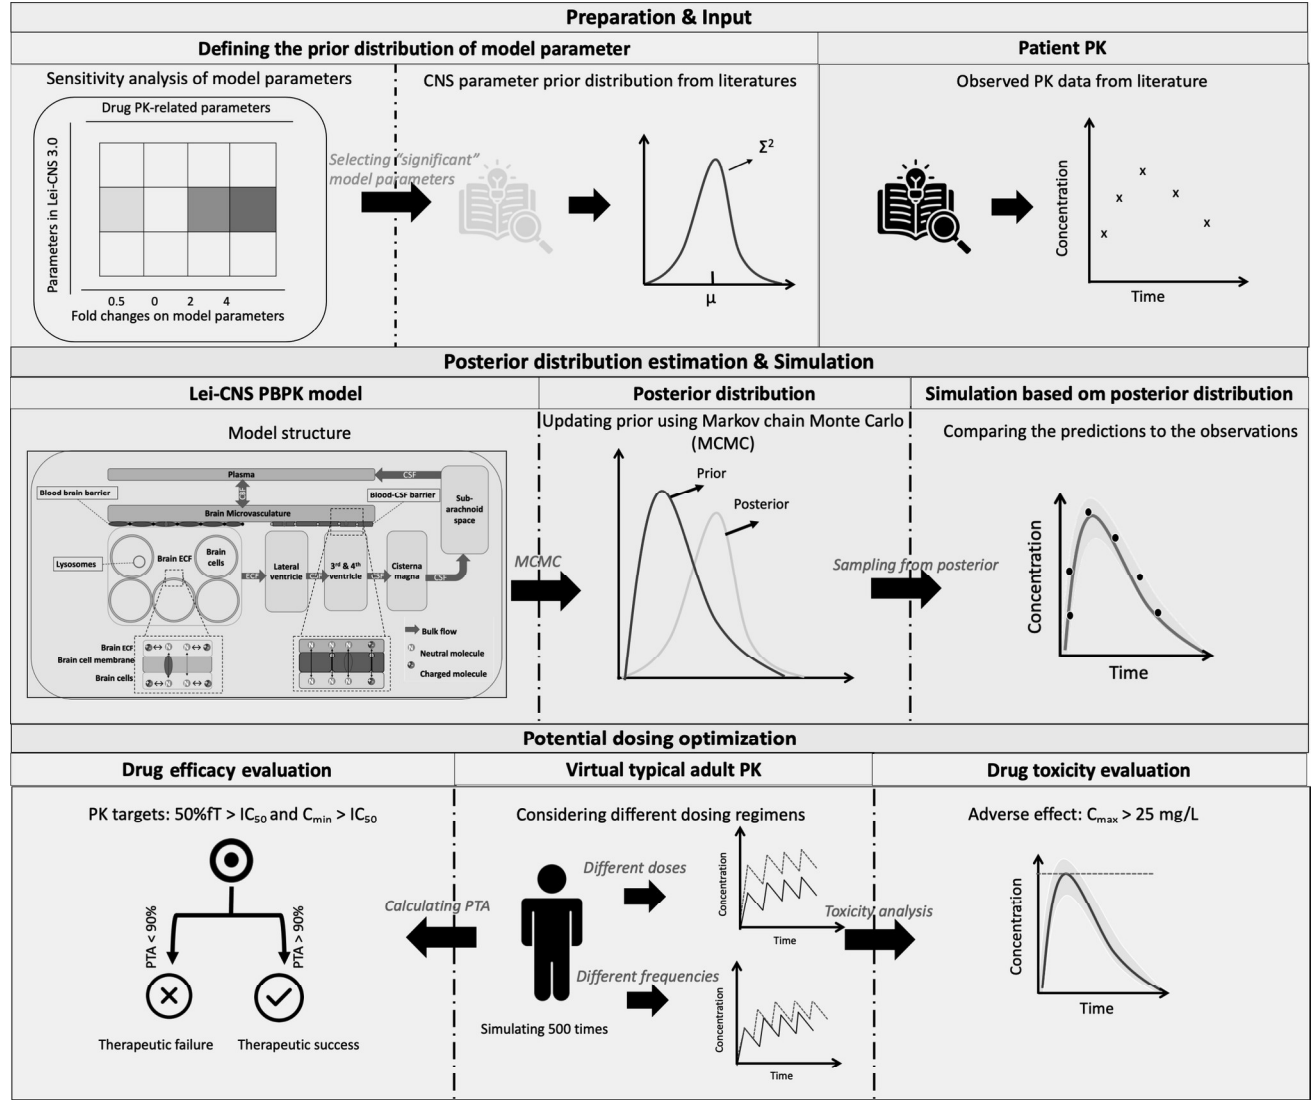 Preparation & Input
Defining the prior distribution of model parameter
Patient PK
Sensitivity analysis of model parameters
Drug PK-related parameters
Parameters in Lei-CNS 3.0
0.5 0 2 4
Fold changes on model parameters
Selecting "significant"
model parameters
CNS parameter prior distribution from literatures
Σ²
μ
Observed PK data from literature
Concentration
x x x x x
Time
Posterior distribution estimation & Simulation
Lei-CNS PBPK model
Posterior distribution
Simulation based om posterior distribution
Model structure
Plasma
CSF
Blood brain barrier
CBF
Blood-CSF barrier
Brain Microvasculature
Sub-
arachnoid
space
Lysosomes
Brain ECF
Brain
cells
ECF
Lateral
ventricle
CSF
3rd & 4th
ventricle
CSF
Cisterna
magna
CSF
Brain ECF
Brain cell membrane
Brain cells
Bulk flow
Neutral molecule
Charged molecule
MCMC
Updating prior using Markov chain Monte Carlo
(MCMC)
Prior
Posterior
Sampling from posterior
Comparing the predictions to the observations
Concentration
Time
Potential dosing optimization
Drug efficacy evaluation
Virtual typical adult PK
Drug toxicity evaluation
PK targets: 50%fT > IC₅₀ and Cₘᵢₙ > IC₅₀
PTA < 90%
PTA > 90%
Therapeutic failure
Therapeutic success
Calculating PTA
Considering different dosing regimens
Different doses
Concentration
Time
Different frequencies
Concentration
Time
Simulating 500 times
Toxicity analysis
Adverse effect: Cₘₐₓ > 25 mg/L
Concentration
Time